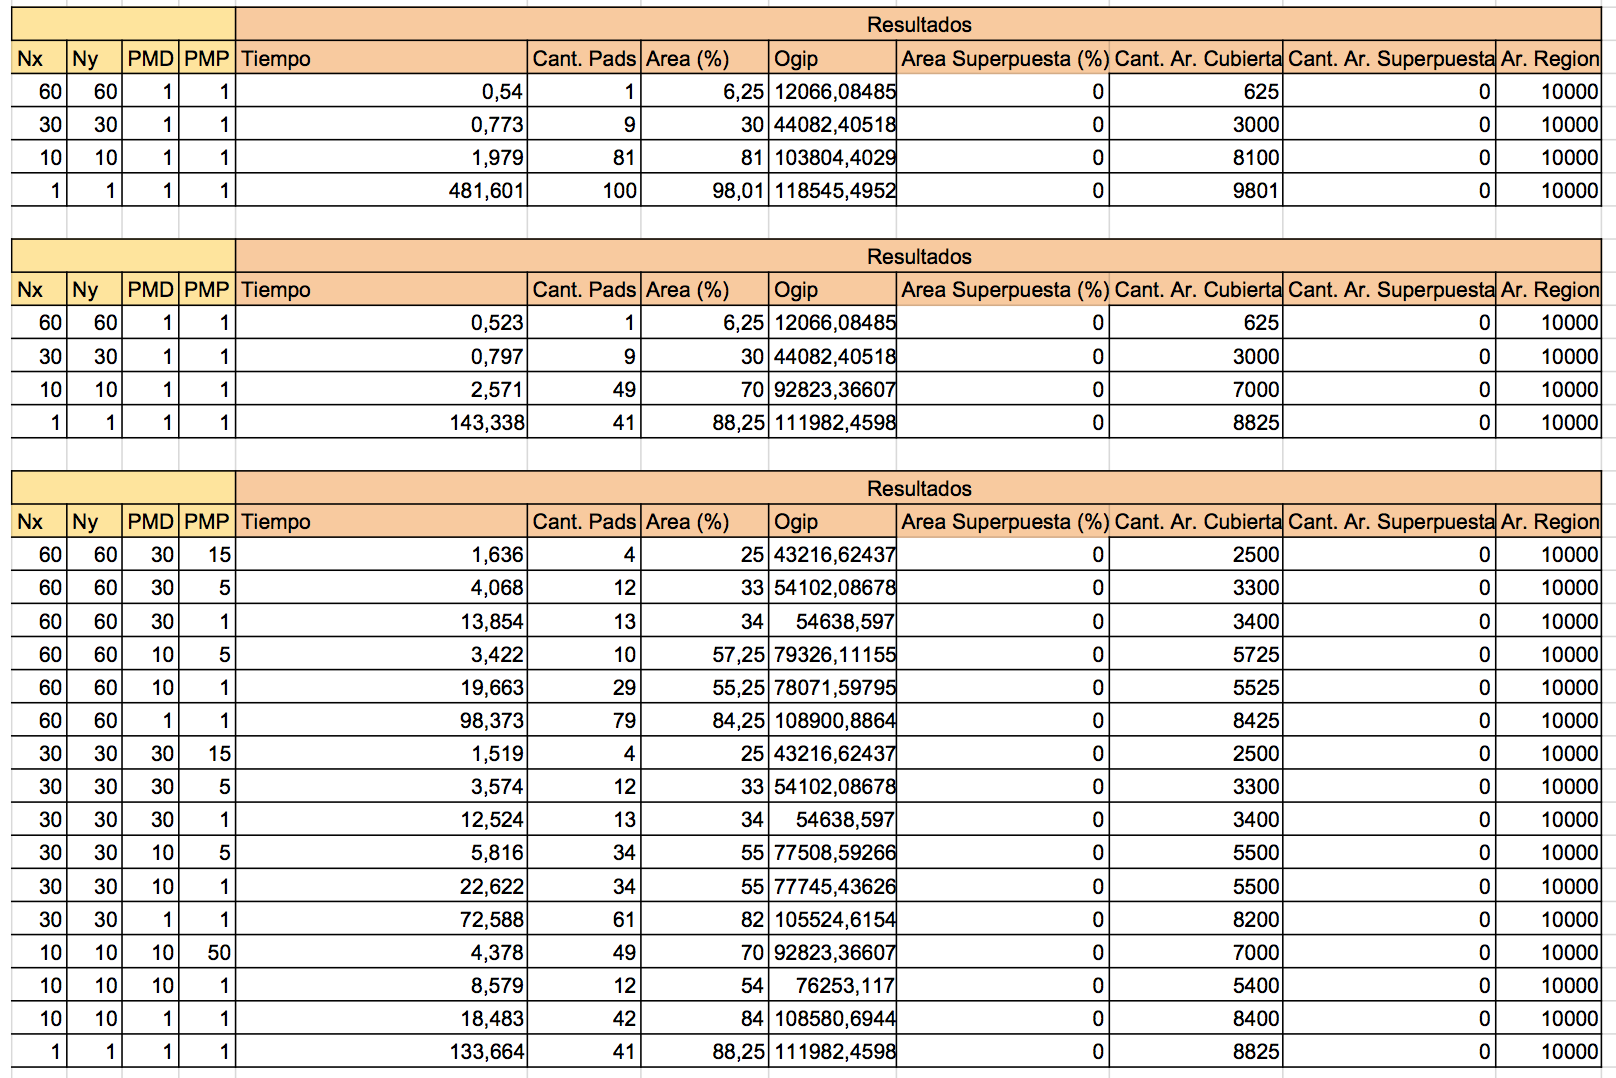 Resultados
Nx Ny PMD PMP Tiempo Cant. Pads Area (%) Ogip Area Superpuesta (%) Cant. Ar. Cubierta Cant. Ar. Superpuesta Ar. Region
60 60 1 1 0,54 1 6,25 12066,08485 0 625 0 10000
30 30 1 1 0,773 9 30 44082,40518 0 3000 0 10000
10 10 1 1 1,979 81 81 103804,4029 0 8100 0 10000
1 1 1 1 481,601 100 98,01 118545,4952 0 9801 0 10000
Resultados
Nx Ny PMD PMP Tiempo Cant. Pads Area (%) Ogip Area Superpuesta (%) Cant. Ar. Cubierta Cant. Ar. Superpuesta Ar. Region
60 60 1 1 0,523 1 6,25 12066,08485 0 625 0 10000
30 30 1 1 0,797 9 30 44082,40518 0 3000 0 10000
10 10 1 1 2,571 49 70 92823,36607 0 7000 0 10000
1 1 1 1 143,338 41 88,25 111982,4598 0 8825 0 10000
Resultados
Nx Ny PMD PMP Tiempo Cant. Pads Area (%) Ogip Area Superpuesta (%) Cant. Ar. Cubierta Cant. Ar. Superpuesta Ar. Region
60 60 30 15 1,636 4 25 43216,62437 0 2500 0 10000
60 60 30 5 4,068 12 33 54102,08678 0 3300 0 10000
60 60 30 1 13,854 13 34 54638,597 0 3400 0 10000
60 60 10 5 3,422 10 57,25 79326,11155 0 5725 0 10000
60 60 10 1 19,663 29 55,25 78071,59795 0 5525 0 10000
60 60 1 1 98,373 79 84,25 108900,8864 0 8425 0 10000
30 30 30 15 1,519 4 25 43216,62437 0 2500 0 10000
30 30 30 5 3,574 12 33 54102,08678 0 3300 0 10000
30 30 30 1 12,524 13 34 54638,597 0 3400 0 10000
30 30 10 5 5,816 34 55 77508,59266 0 5500 0 10000
30 30 10 1 22,622 34 55 77745,43626 0 5500 0 10000
30 30 1 1 72,588 61 82 105524,6154 0 8200 0 10000
10 10 10 50 4,378 49 70 92823,36607 0 7000 0 10000
10 10 10 1 8,579 12 54 76253,117 0 5400 0 10000
10 10 1 1 18,483 42 84 108580,6944 0 8400 0 10000
1 1 1 1 133,664 41 88,25 111982,4598 0 8825 0 10000